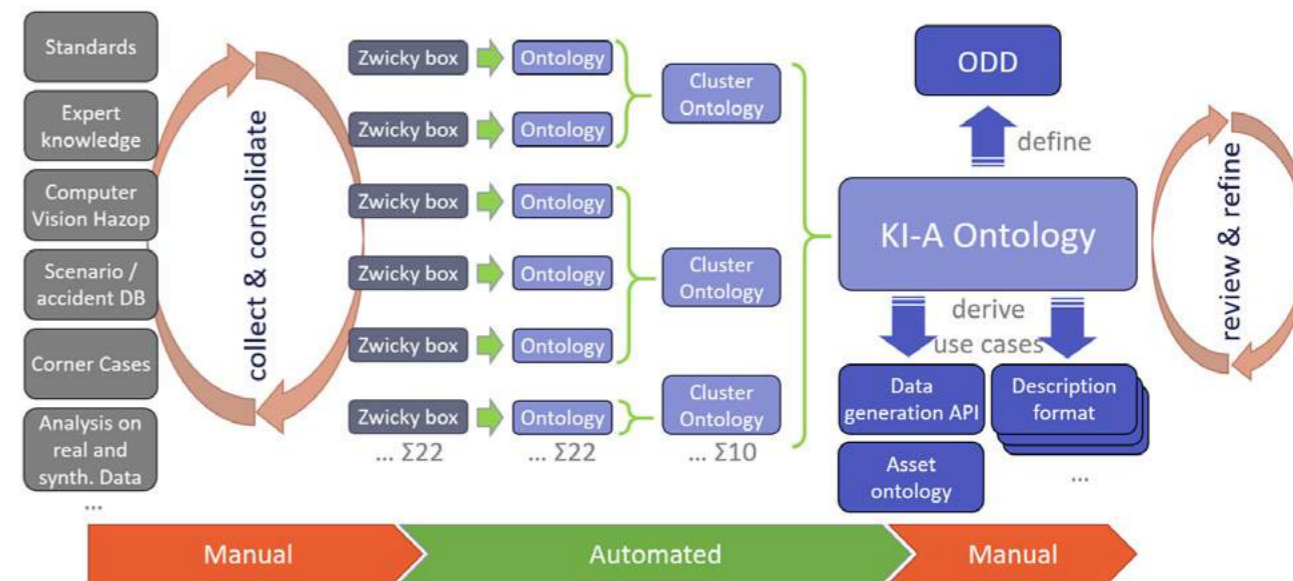 Standards
Expert
knowledge
Computer
Vision Hazop
Scenario /
accident DB
Corner Cases
Analysis on
real and
synth. Data
...
collect & consolidate
Zwicky box
Zwicky box
Zwicky box
Zwicky box
Zwicky box
Zwicky box
... Σ22
Ontology
Ontology
Ontology
Ontology
Ontology
Ontology
... Σ22
Cluster
Ontology
Cluster
Ontology
Cluster
Ontology
... Σ10
ODD
define
KI-A Ontology
derive
use cases
Data
generation API
Asset
ontology
Description
format
...
review & refine
Manual
Automated
Manual